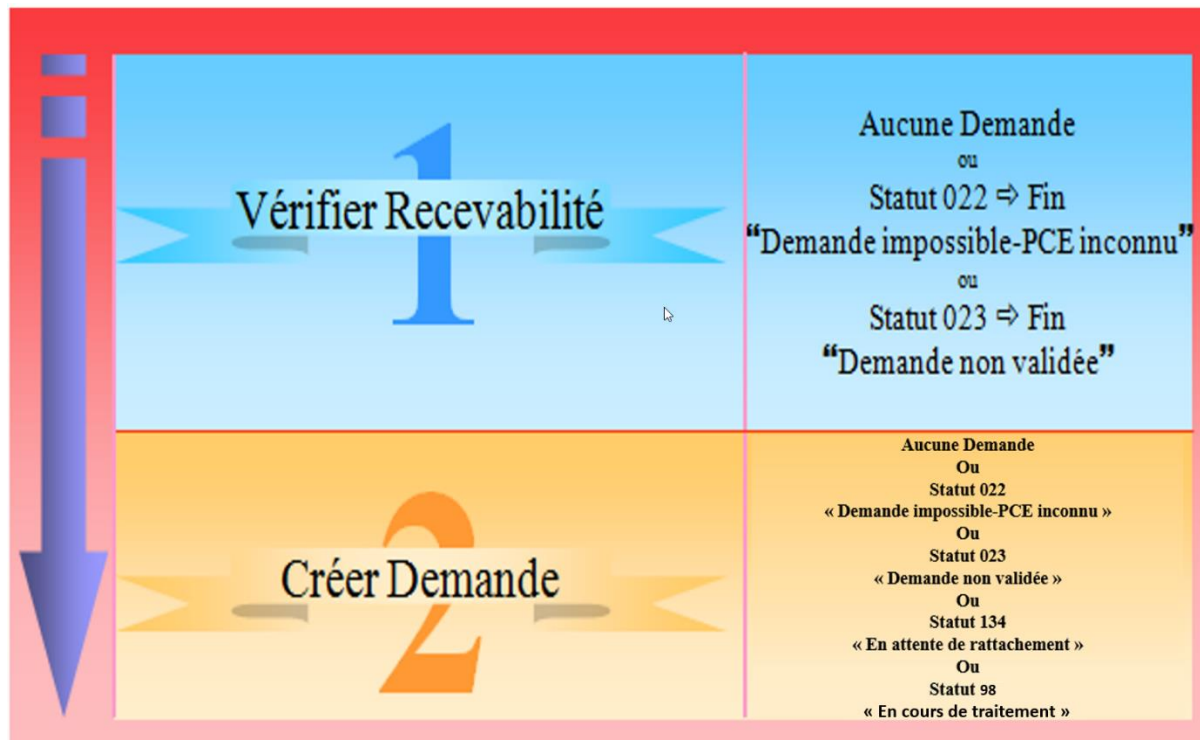 1
Vérifier Recevabilité
Aucune Demande
ou
Statut 022 ⇨ Fin
“Demande impossible-PCE inconnu”
ou
Statut 023 ⇨ Fin
“Demande non validée”
2
Créer Demande
Aucune Demande
Ou
Statut 022
« Demande impossible-PCE inconnu »
Ou
Statut 023
« Demande non validée »
Ou
Statut 134
« En attente de rattachement »
Ou
Statut 98
« En cours de traitement »